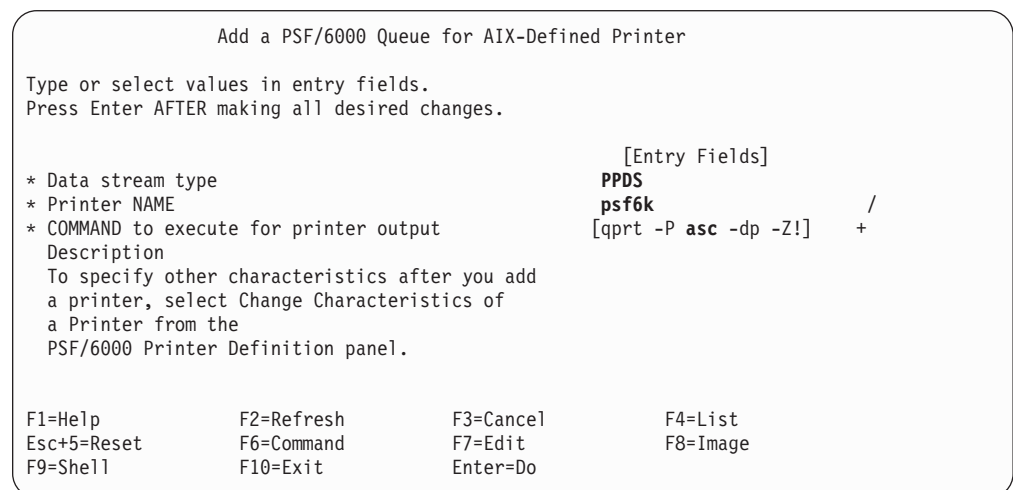 Add a PSF/6000 Queue for AIX-Defined Printer
Type or select values in entry fields.
Press Enter AFTER making all desired changes.
[Entry Fields]
* Data stream type PPDS
* Printer NAME psf6k /
* COMMAND to execute for printer output [qprt -P asc -dp -Z!] +
Description
To specify other characteristics after you add
a printer, select Change Characteristics of
a Printer from the
PSF/6000 Printer Definition panel.
F1=Help F2=Refresh F3=Cancel F4=List
Esc+5=Reset F6=Command F7=Edit F8=Image
F9=Shell F10=Exit Enter=Do